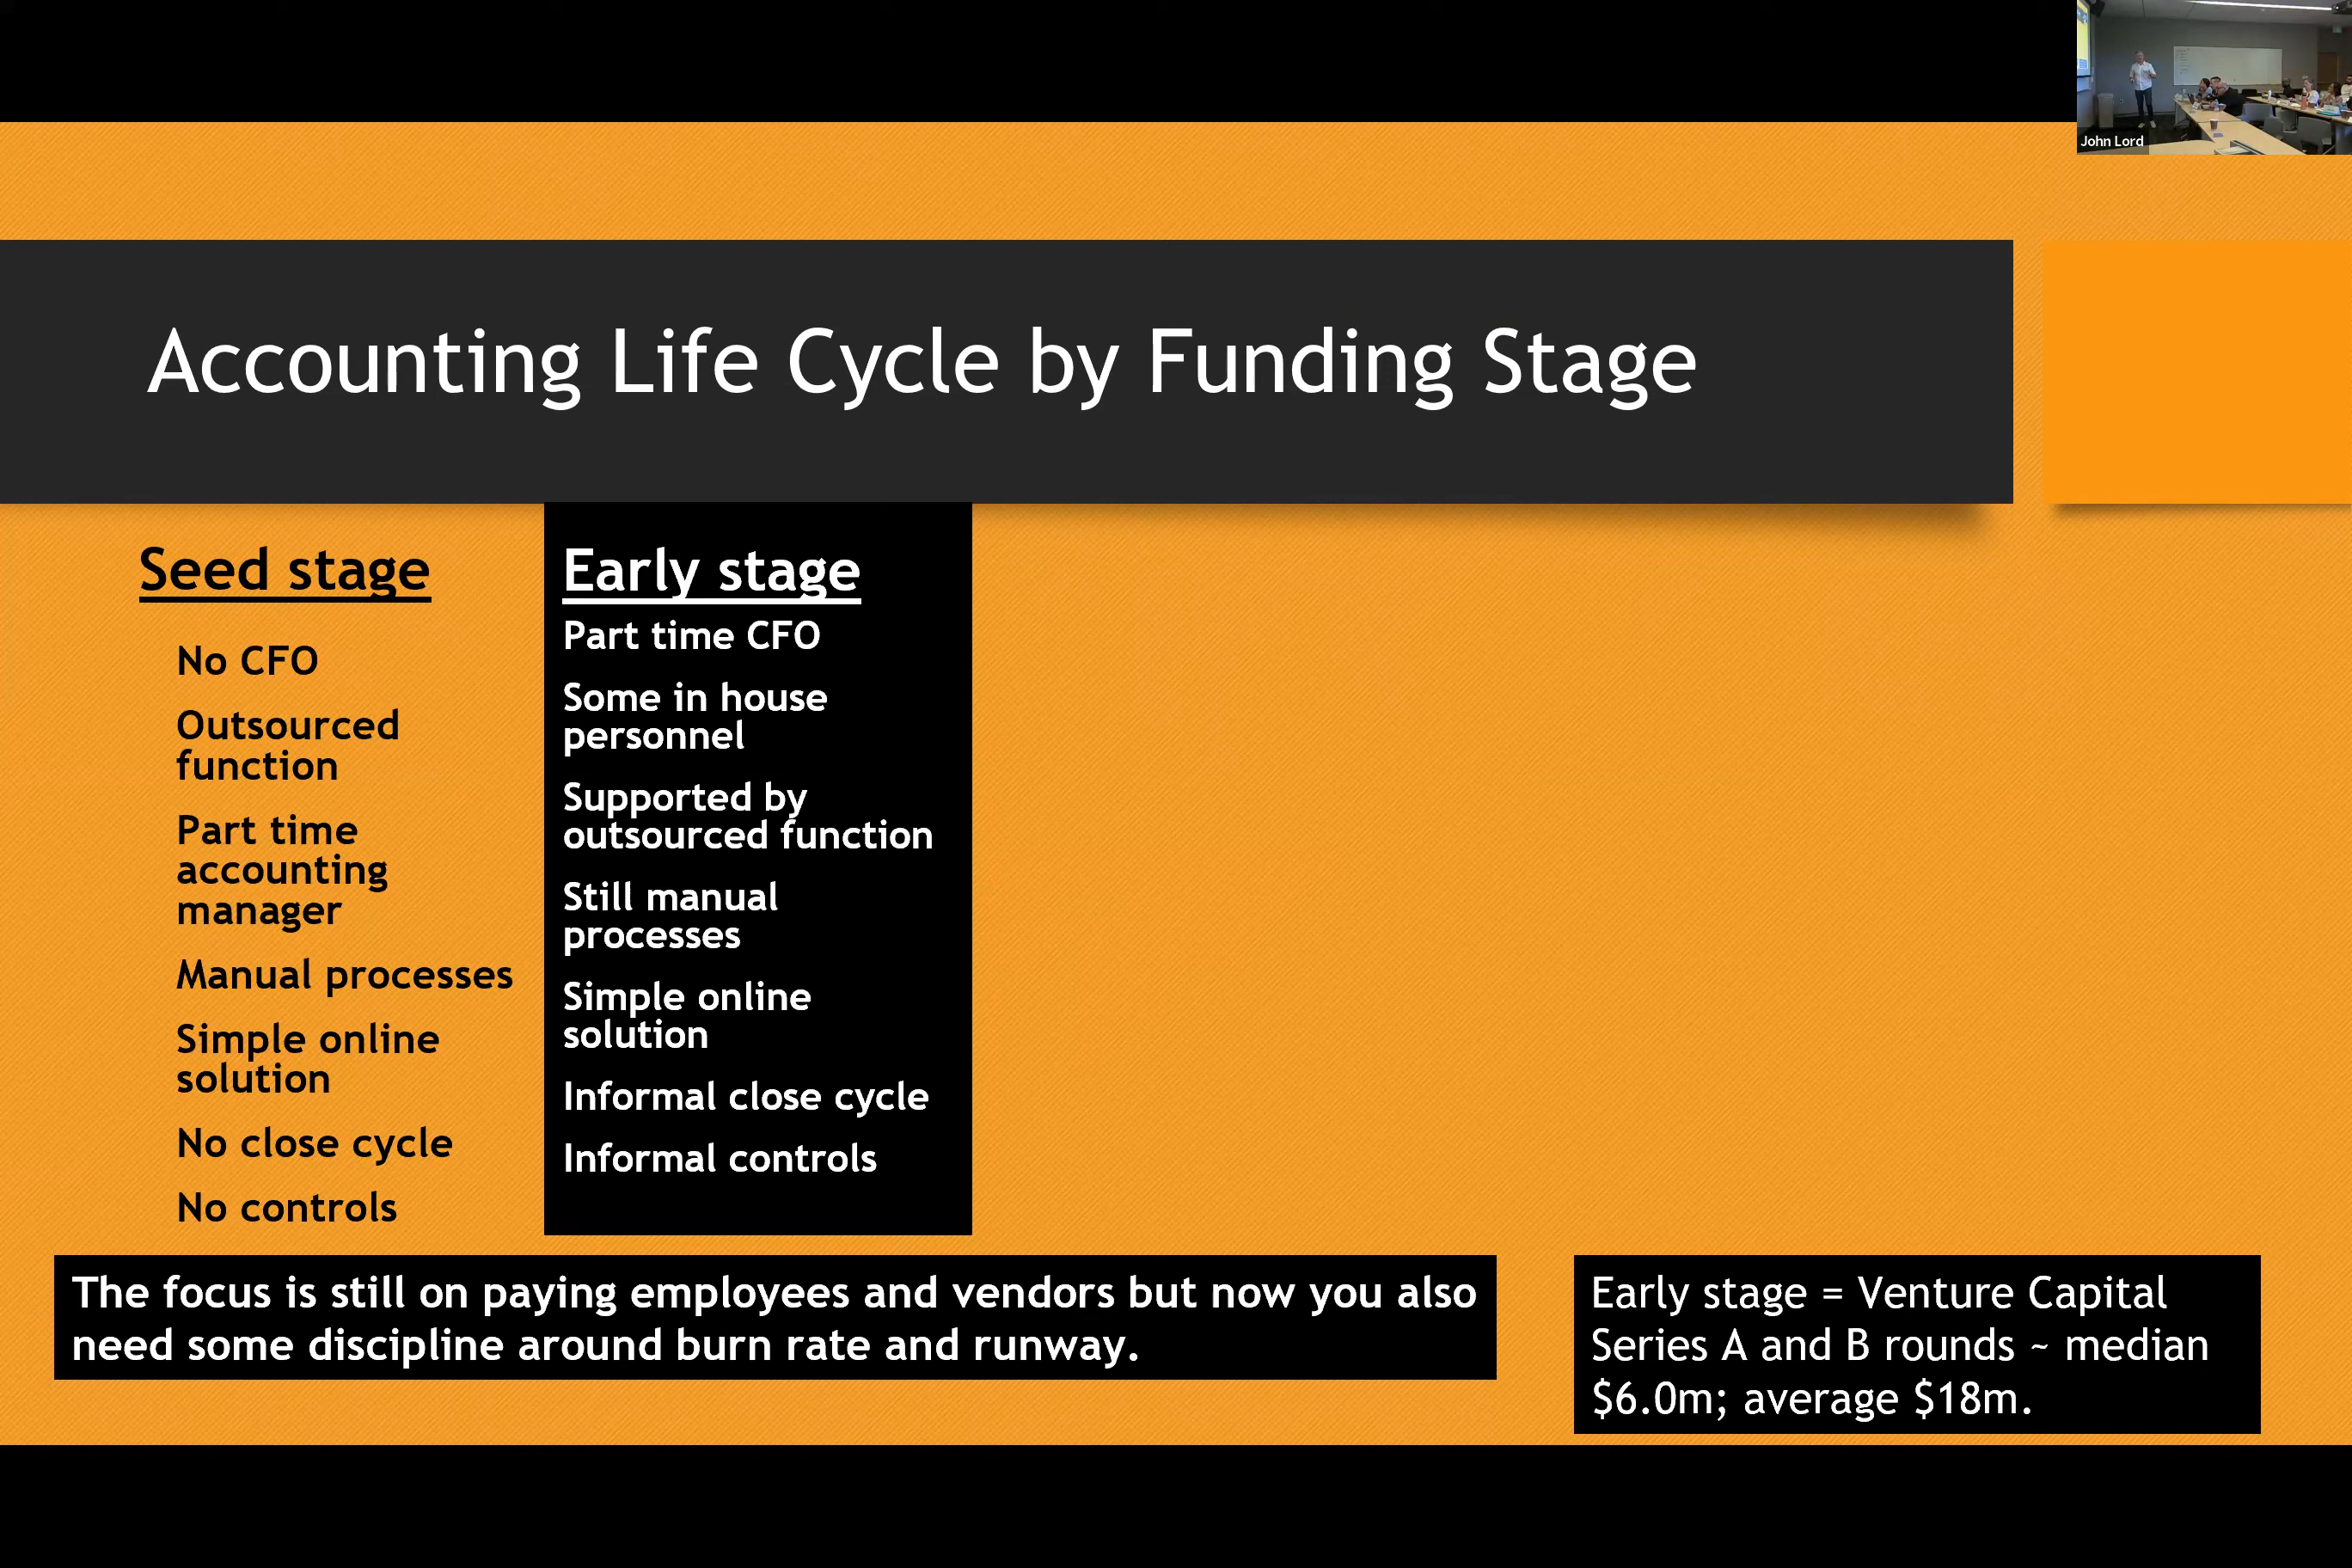 John Lord
Accounting Life Cycle by Funding Stage
Seed stage
No CFO
Outsourced
function
Part time
accounting
manager
Manual processes
Simple online
solution
No close cycle
No controls
Early stage
Part time CFO
Some in house
personnel
Supported by
outsourced function
Still manual
processes
Simple online
solution
Informal close cycle
Informal controls
The focus is still on paying employees and vendors but now you also
need some discipline around burn rate and runway.
Early stage = Venture Capital
Series A and B rounds ~ median
$6.0m; average $18m.